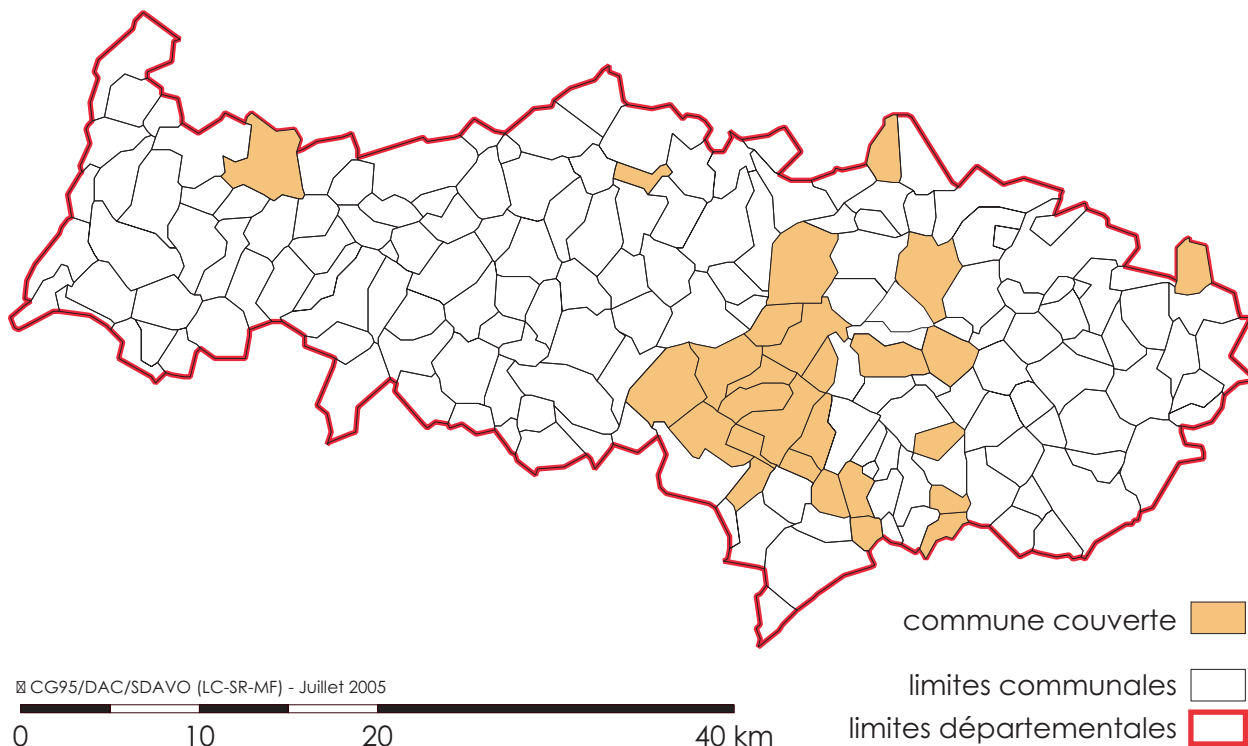 commune couverte
limites communales
limites départementales
CG95/DAC/SDAVO (LC-SR-MF) - Juillet 2005
0 10 20 40 km